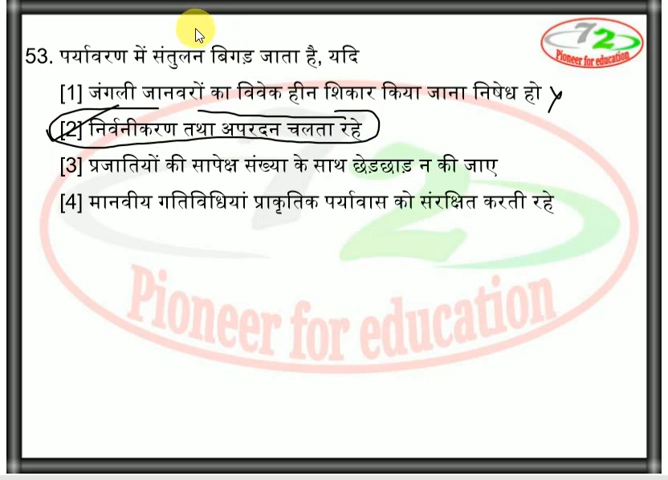 72
Pioneer for education
53. पर्यावरण में संतुलन बिगड़ जाता है, यदि
[1] जंगली जानवरों का विवेक हीन शिकार किया जाना निषेध हो
[2] निर्वनीकरण तथा अपरदन चलता रहे
[3] प्रजातियों की सापेक्ष संख्या के साथ छेड़छाड़ न की जाए
[4] मानवीय गतिविधियां प्राकृतिक पर्यावास को संरक्षित करती रहे
72
Pioneer for education